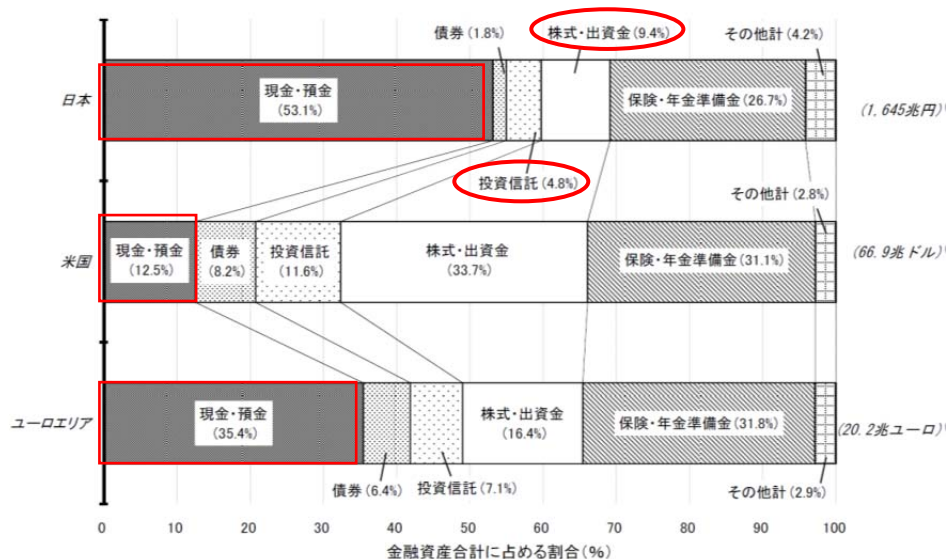 債券(1.8%)
株式・出資金(9.4%)
その他計(4.2%)
日本
現金・預金
(53.1%)
保険・年金準備金(26.7%)
(1,645兆円)
投資信託(4.8%)
その他計(2.8%)
米国
現金・預金
(12.5%)
債券
(8.2%)
投資信託
(11.6%)
株式・出資金
(33.7%)
保険・年金準備金(31.1%)
(66.9兆ドル)
ユーロエリア
現金・預金
(35.4%)
株式・出資金
(16.4%)
保険・年金準備金(31.8%)
(20.2兆ユーロ)
債券(6.4%)
投資信託(7.1%)
その他計(2.9%)
0 10 20 30 40 50 60 70 80 90 100
金融資産合計に占める割合(%)